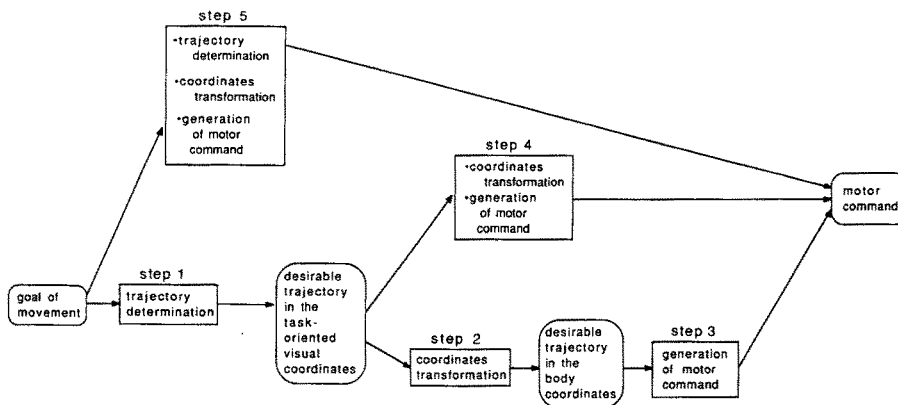 step 5
•trajectory
determination
•coordinates
transformation
•generation
of motor
command
step 4
•coordinates
transformation
•generation
of motor
command
motor
command
step 1
goal of
movement
trajectory
determination
desirable
trajectory
in the
task-
oriented
visual
coordinates
step 2
coordinates
transformation
desirable
trajectory
in the
body
coordinates
step 3
generation
of motor
command